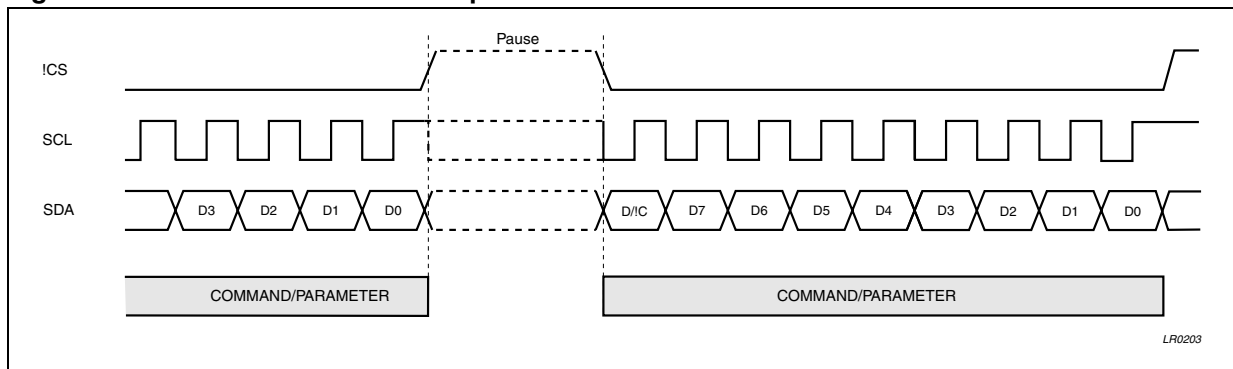 Pause
!CS
SCL
SDA
D3 D2 D1 D0 D/!C D7 D6 D5 D4 D3 D2 D1 D0
COMMAND/PARAMETER COMMAND/PARAMETER
LR0203